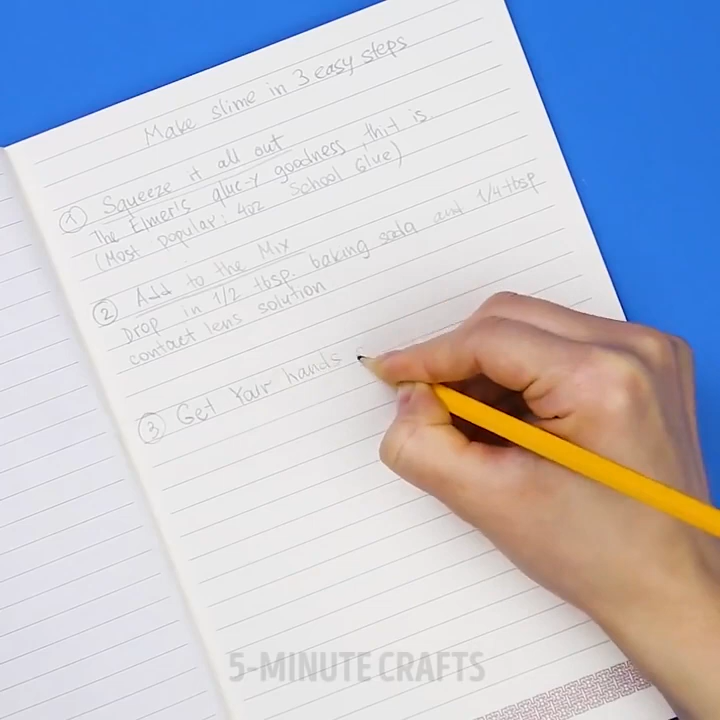 Make slime in 3 easy steps
① Squeeze it all out
The Elmer's glue-y goodness, that is.
(Most popular: 4oz School Glue)
② Add to the Mix
Drop in 1/2 tbsp. baking soda and 1/4 tbsp
contact lens solution
③ Get Your hands
5-MINUTE CRAFTS